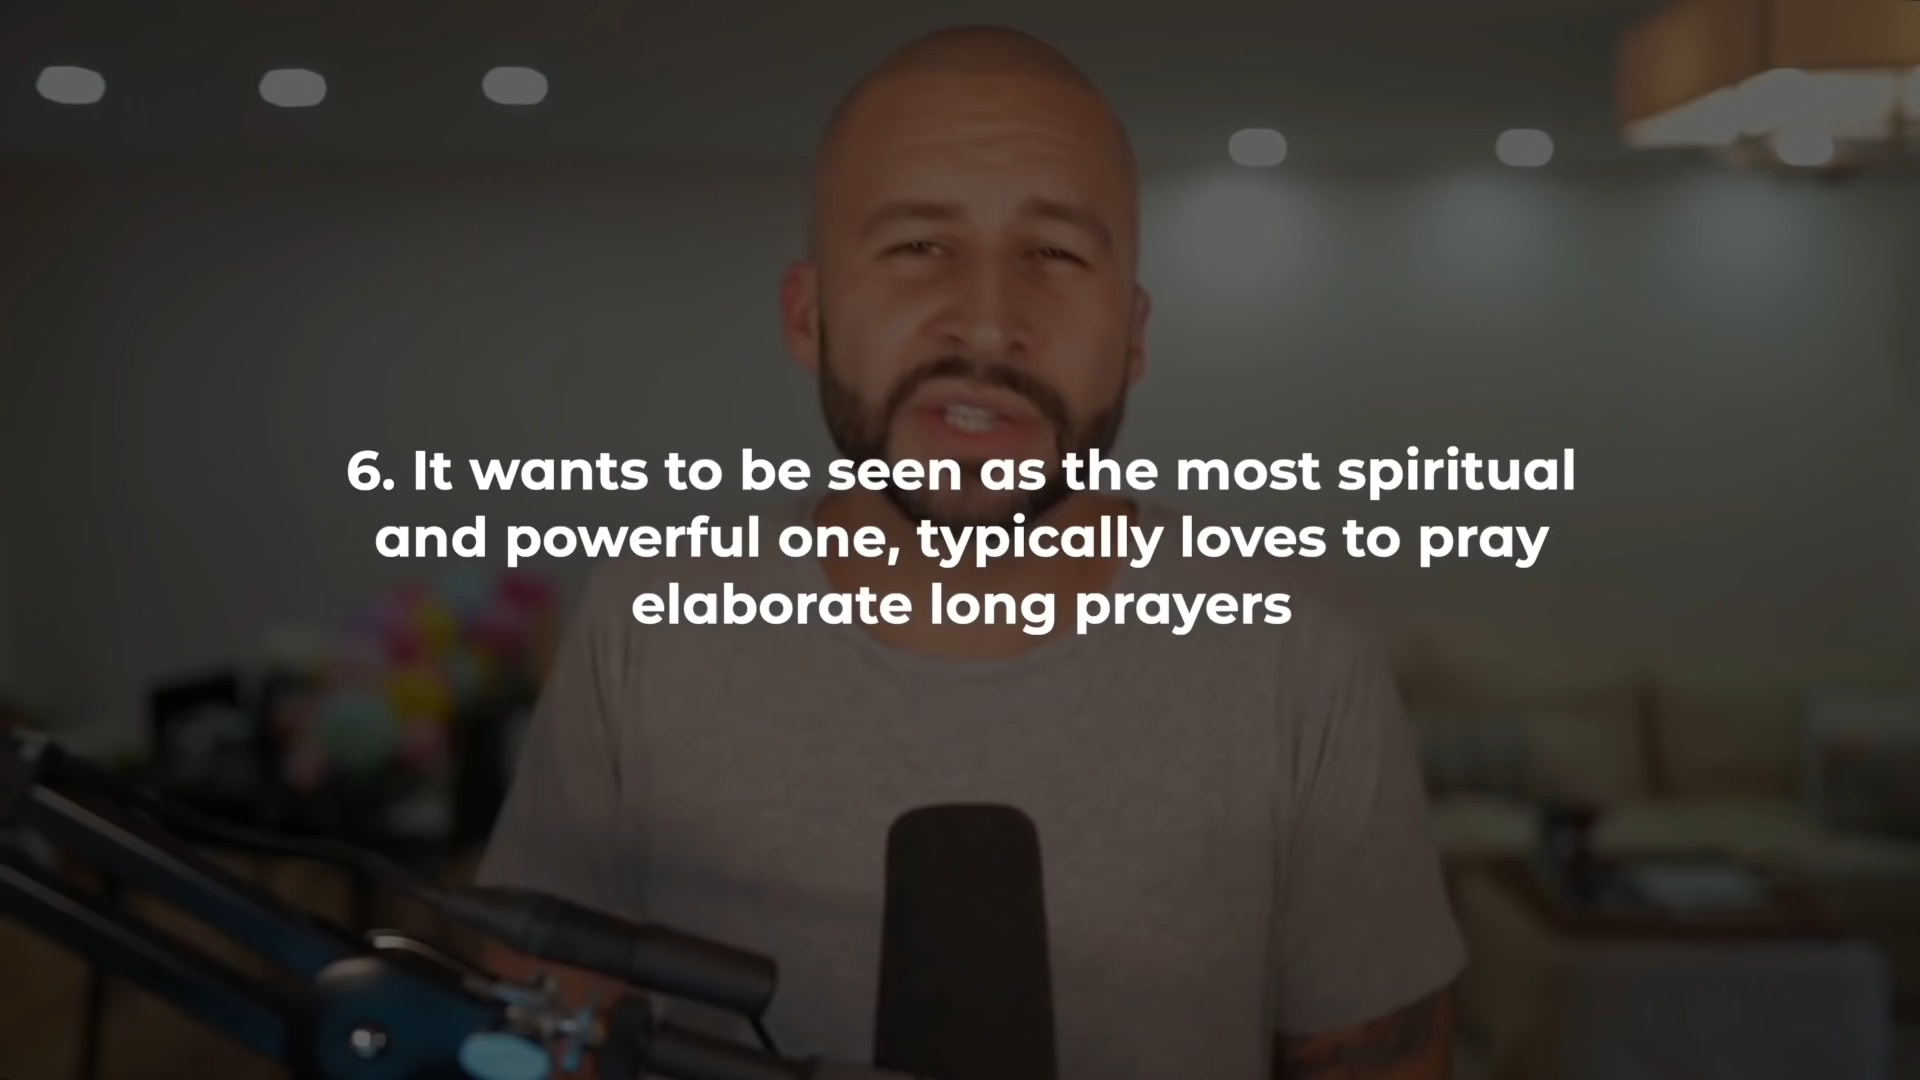 6. It wants to be seen as the most spiritual
and powerful one, typically loves to pray
elaborate long prayers